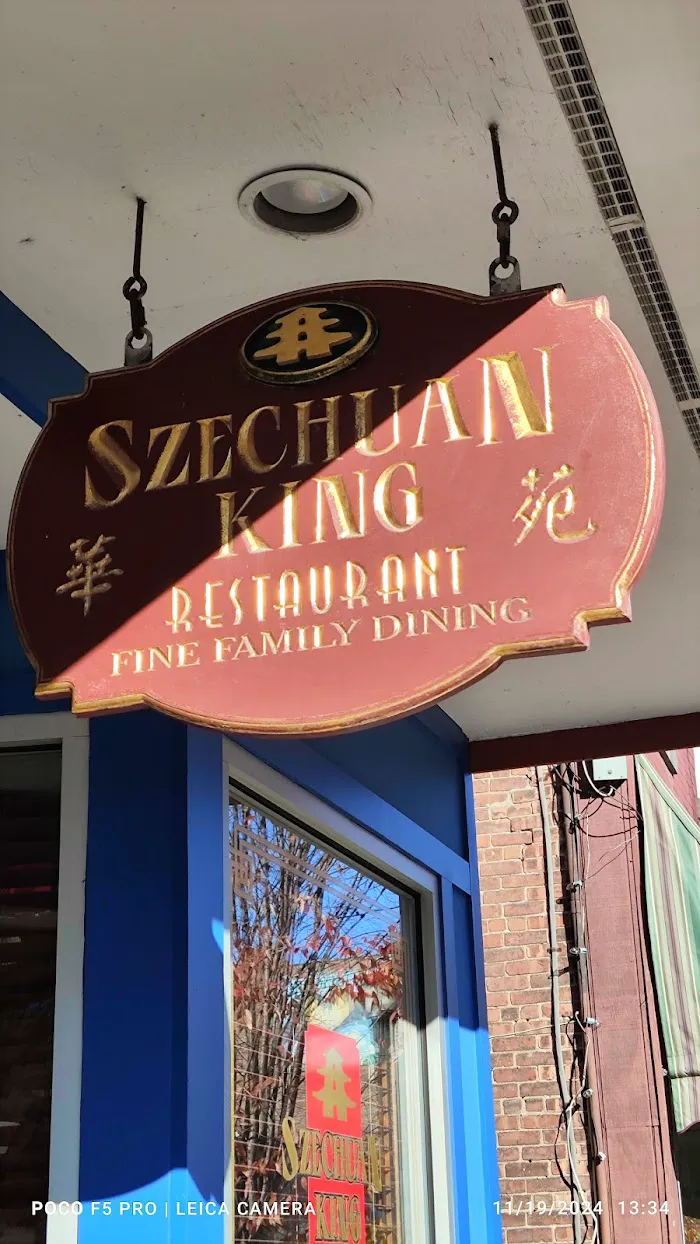 SZECHUAN
KING
華 苑
RESTAURANT
FINE FAMILY DINING
SZECHUAN
KING
POCO F5 PRO | LEICA CAMERA 11/19/2024 13:34